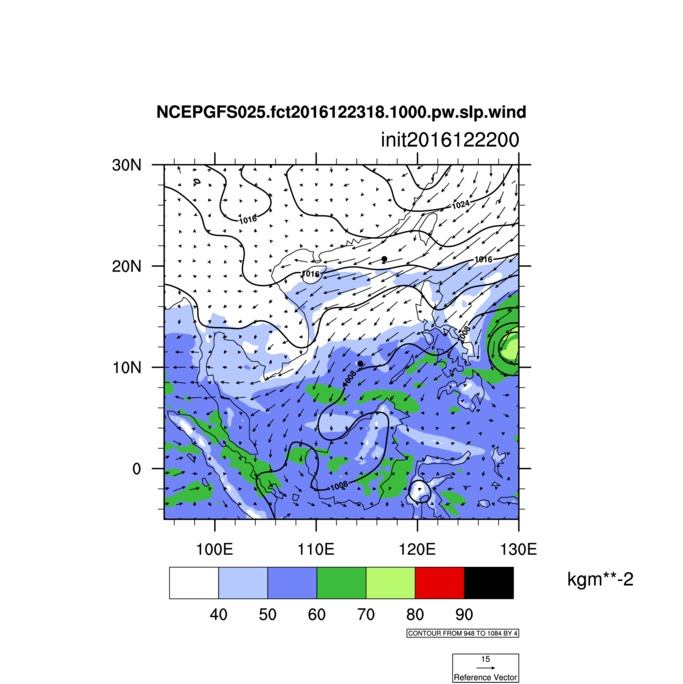 NCEPGFS025.fct2016122318.1000.pw.slp.wind
init2016122200
30N
1024
1016
20N
1016
1016
1008
10N
1008
0
1008
100E 110E 120E 130E
kgm**-2
40 50 60 70 80 90
CONTOUR FROM 948 TO 1084 BY 4
15
Reference Vector